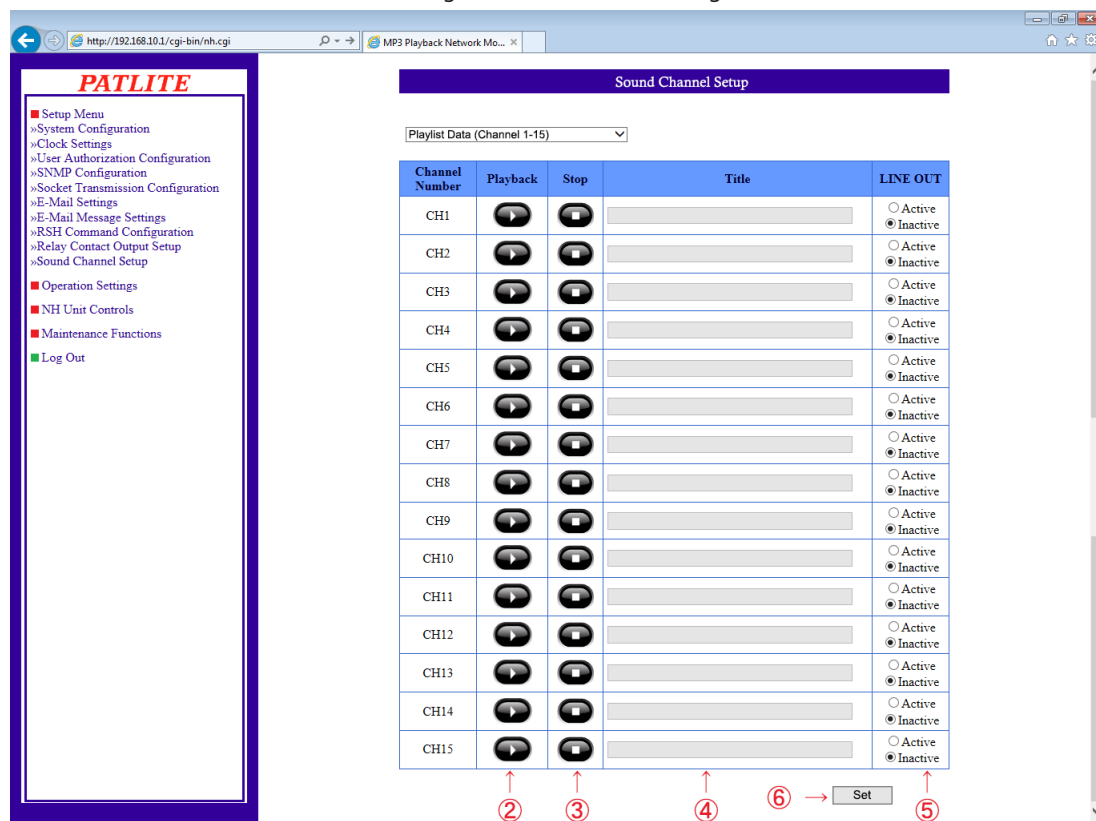 http://192.168.10.1/cgi-bin/nh.cgi
MP3 Playback Network Mo...
PATLITE
Setup Menu
»System Configuration
»Clock Settings
»User Authorization Configuration
»SNMP Configuration
»Socket Transmission Configuration
»E-Mail Settings
»E-Mail Message Settings
»RSH Command Configuration
»Relay Contact Output Setup
»Sound Channel Setup
Operation Settings
NH Unit Controls
Maintenance Functions
Log Out
Sound Channel Setup
Playlist Data (Channel 1-15)
Channel Number Playback Stop Title LINE OUT
CH1 Active
Inactive
CH2 Active
Inactive
CH3 Active
Inactive
CH4 Active
Inactive
CH5 Active
Inactive
CH6 Active
Inactive
CH7 Active
Inactive
CH8 Active
Inactive
CH9 Active
Inactive
CH10 Active
Inactive
CH11 Active
Inactive
CH12 Active
Inactive
CH13 Active
Inactive
CH14 Active
Inactive
CH15 Active
Inactive
⑥ → Set
② ③ ④ ⑤